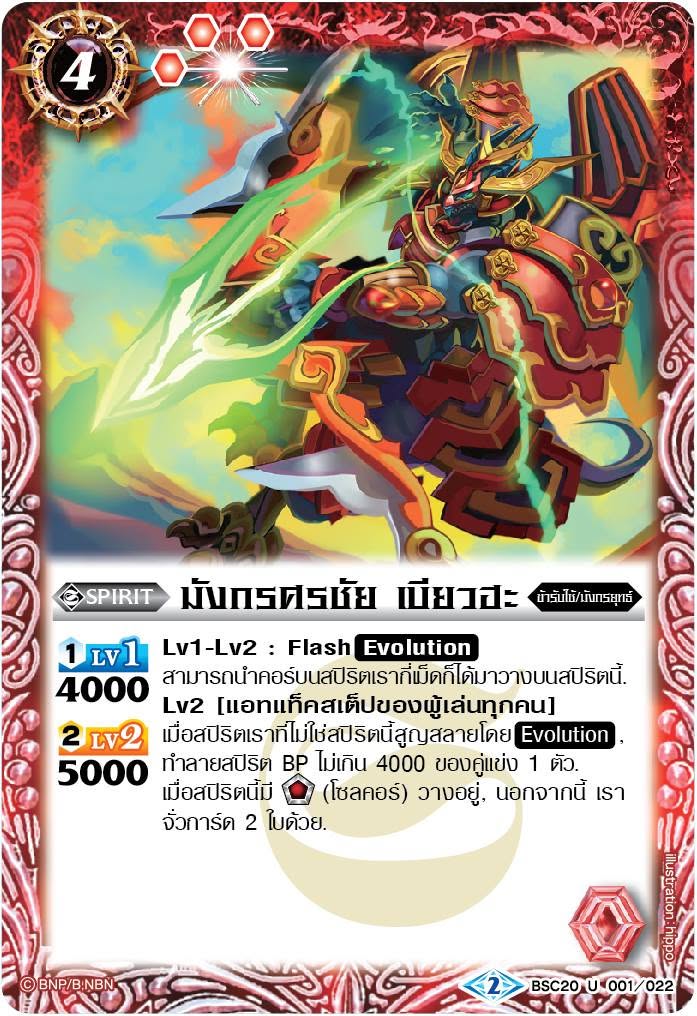 4
SPIRIT มังกรศรชัย เบียวฮะ ข้ารับใช้/มังกรยุทธ์
1 LV1
4000
2 LV2
5000
Lv1-Lv2 : Flash Evolution
สามารถนำคอร์บนสปิริตเรากี่เม็ดก็ได้มาวางบนสปิริตนี้.
Lv2 [แอทแท็คสเต็ปของผู้เล่นทุกคน]
เมื่อสปิริตเราที่ไม่ใช่สปิริตนี้สูญสลายโดย Evolution ,
ทำลายสปิริต BP ไม่เกิน 4000 ของคู่แข่ง 1 ตัว.
เมื่อสปิริตนี้มี (โซลคอร์) วางอยู่, นอกจากนี้ เรา
จั่วการ์ด 2 ใบด้วย.
illustration : hippo
©BNP/B,NBN
2 BSC20 U 001/022